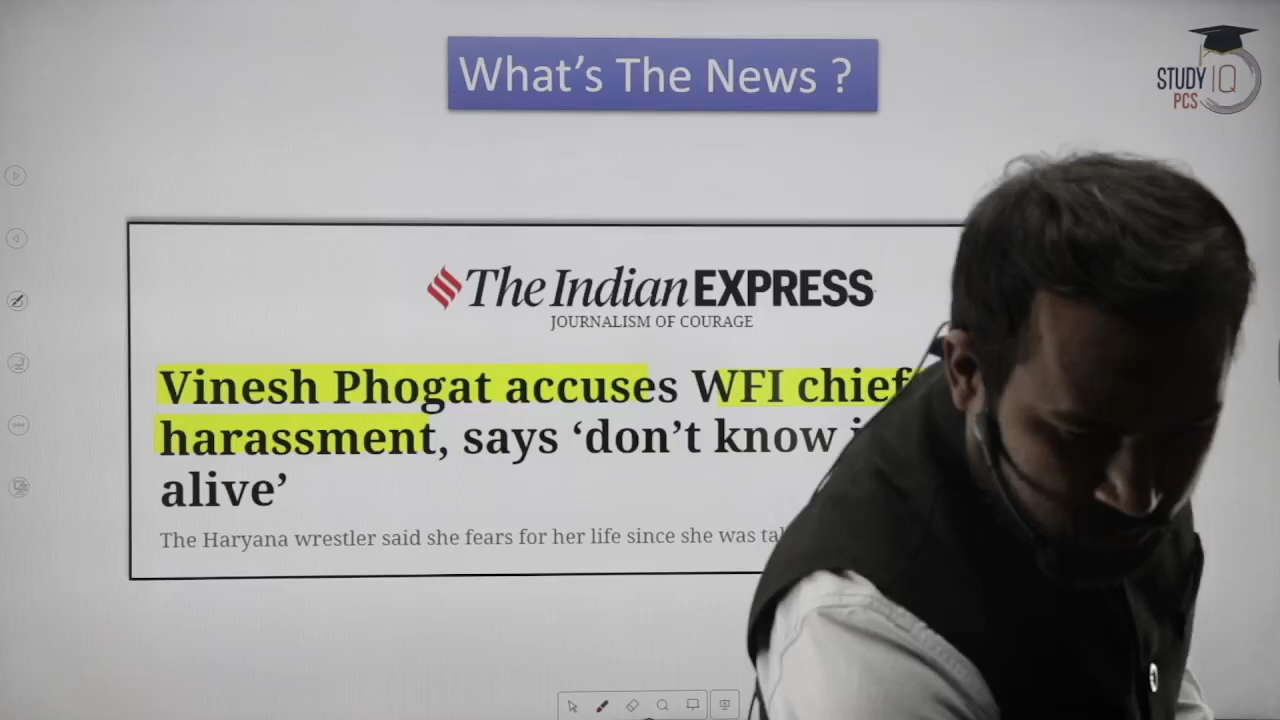 What's The News ?
STUDY IQ
PCS
The Indian EXPRESS
JOURNALISM OF COURAGE
Vinesh Phogat accuses WFI chief
harassment, says ‘don’t know
alive’
The Haryana wrestler said she fears for her life since she was